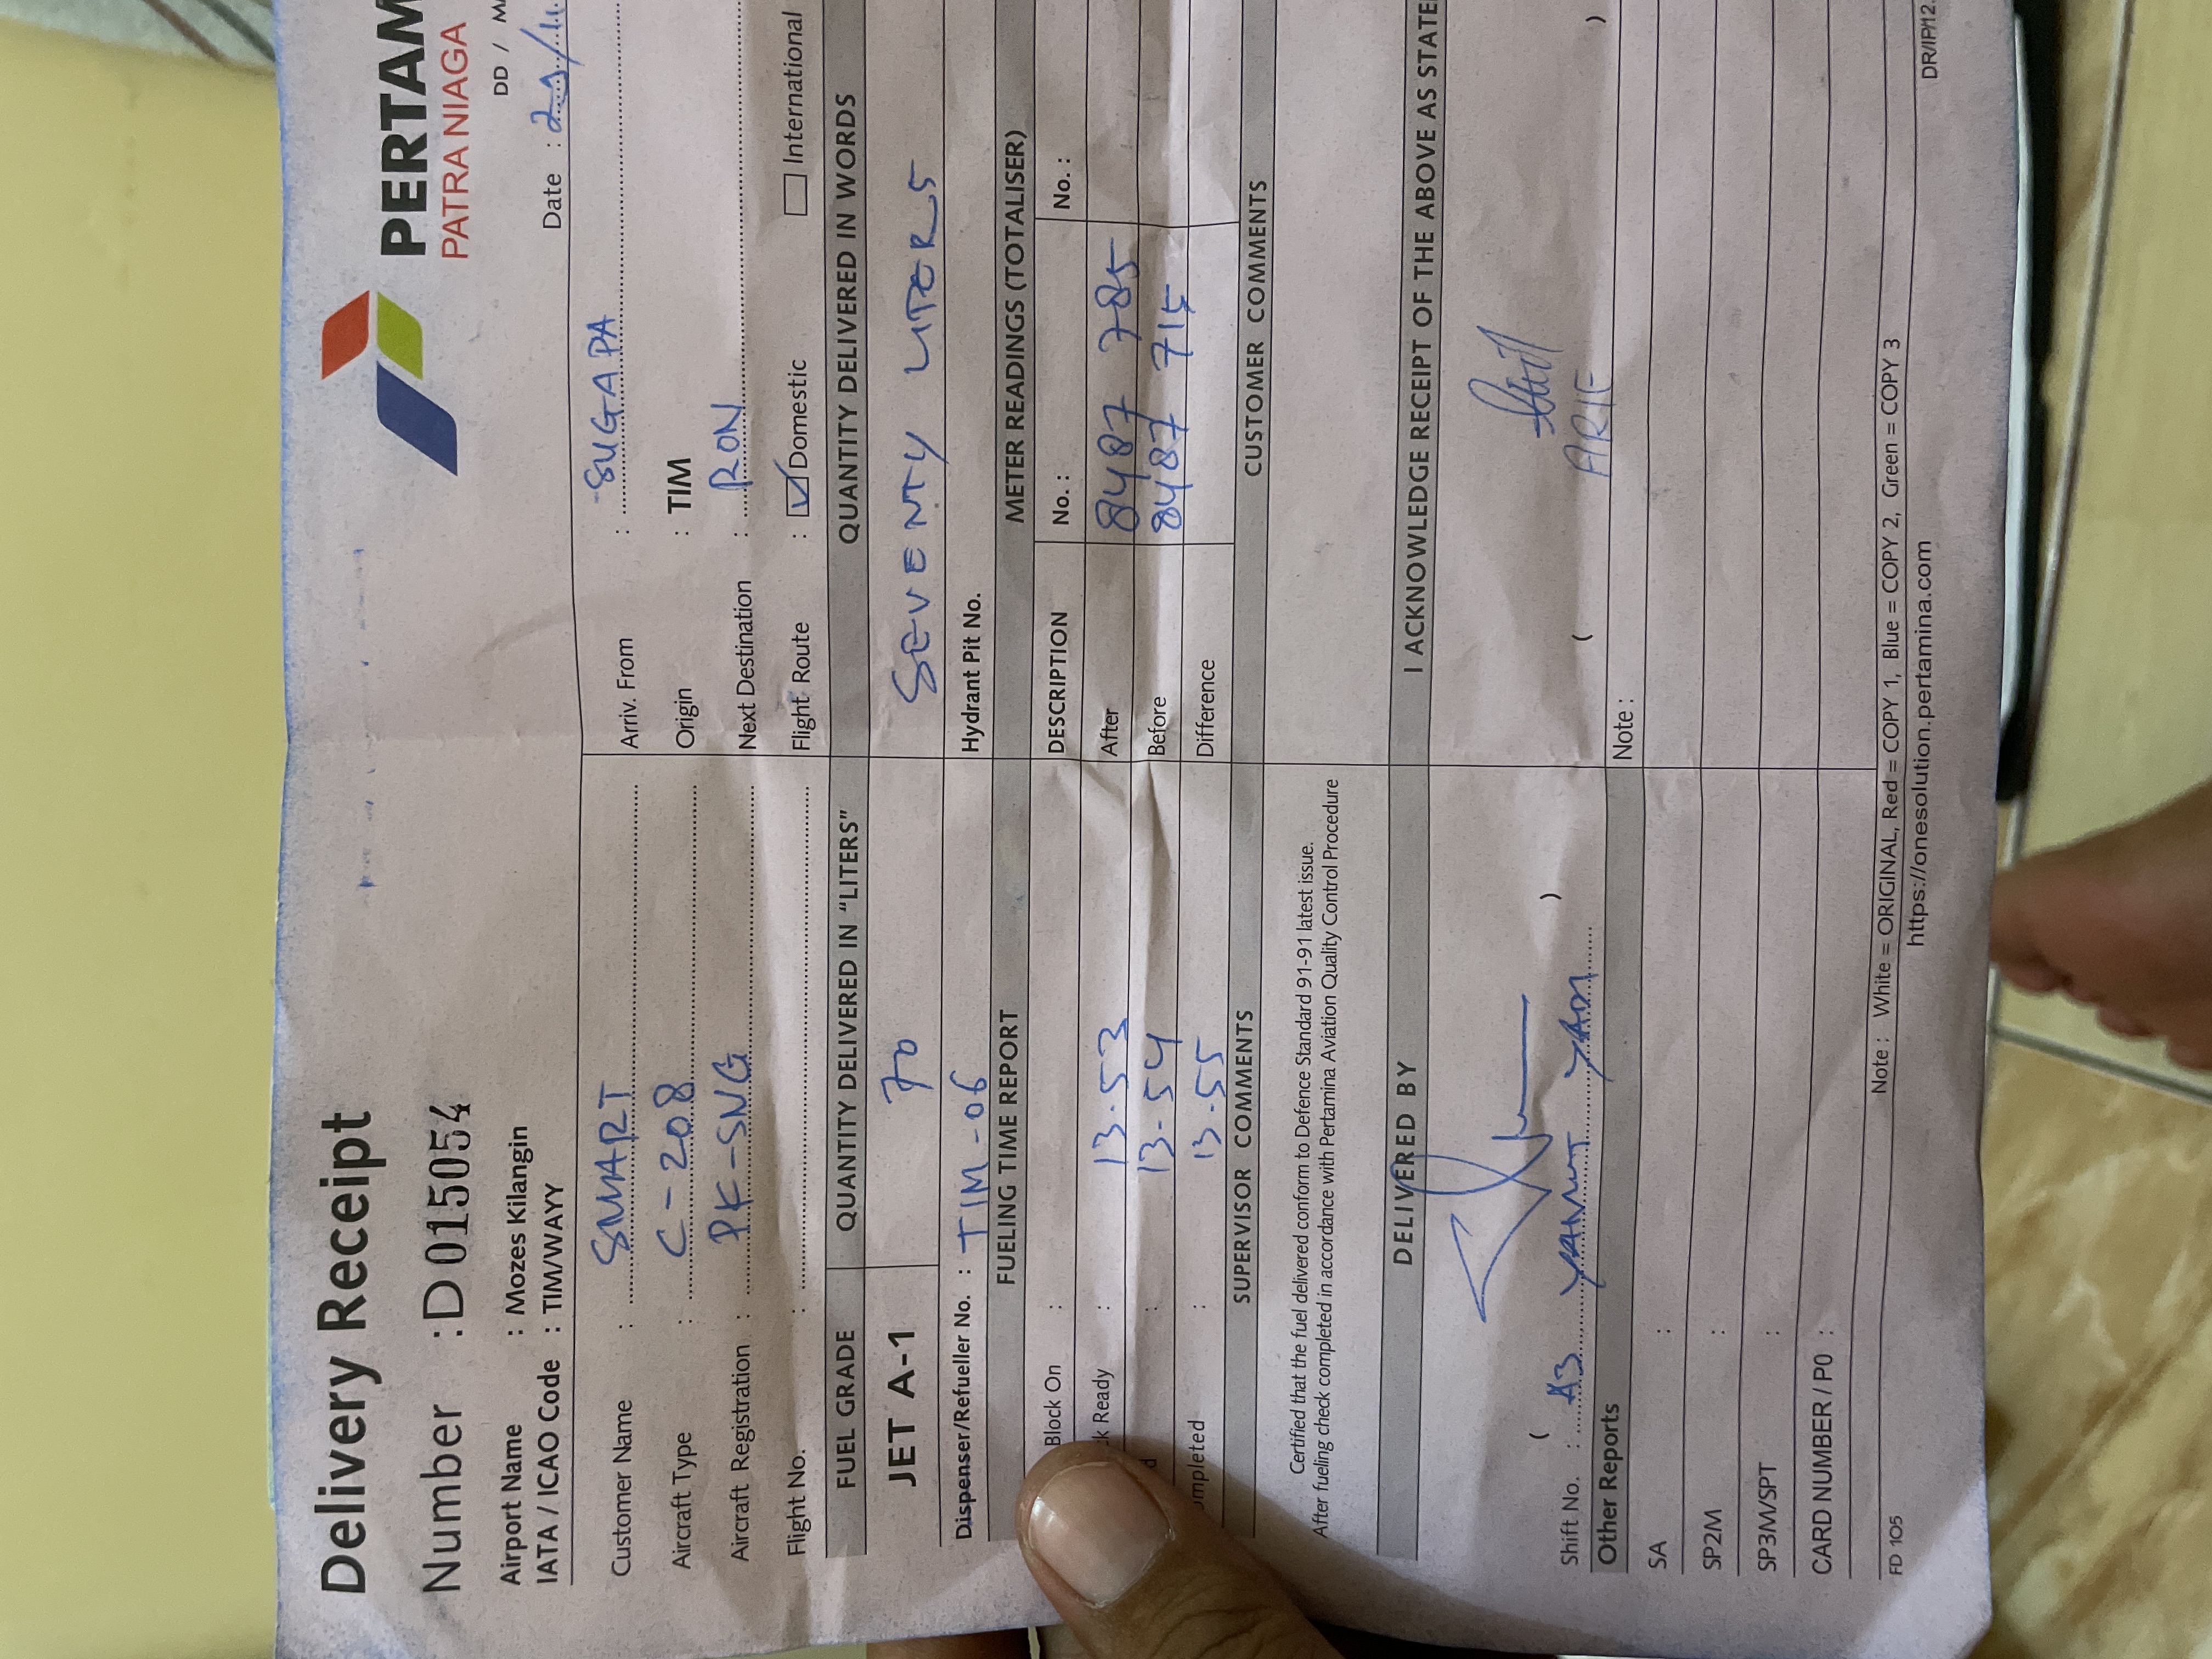 Delivery Receipt
PERTAM
PATRA NIAGA
Number : D 015054
DD / M
Airport Name : Mozes Kilangin
IATA / ICAO Code : TIM/WAYY
Date :
Customer Name : SMART
Arriv. From : SUGAPA
Aircraft Type : C-208
Origin : TIM
Aircraft Registration : PK-SNG
Next Destination : RON
Flight No. :
Flight Route : Domestic International
FUEL GRADE QUANTITY DELIVERED IN "LITERS" QUANTITY DELIVERED IN WORDS
JET A-1 70 SEVENTY LITERS
Dispenser/Refueller No. : TIM-06 Hydrant Pit No.
FUELING TIME REPORT METER READINGS (TOTALISER)
Block On : DESCRIPTION No. : No. :
k Ready : 13.53 After 8487 785
d : 13.54 Before 8487 715
mpleted : 13.55 Difference
SUPERVISOR COMMENTS CUSTOMER COMMENTS
Certified that the fuel delivered conform to Defence Standard 91-91 latest issue.
After fueling check completed in accordance with Pertamina Aviation Quality Control Procedure
DELIVERED BY I ACKNOWLEDGE RECEIPT OF THE ABOVE AS STATE
( ) ( ARIF )
Shift No. :
Other Reports Note :
SA :
SP2M :
SP3M/SPT :
CARD NUMBER / PO :
Note : White = ORIGINAL, Red = COPY 1, Blue = COPY 2, Green = COPY 3
FD 105 https://onesolution.pertamina.com DR/IP/12.